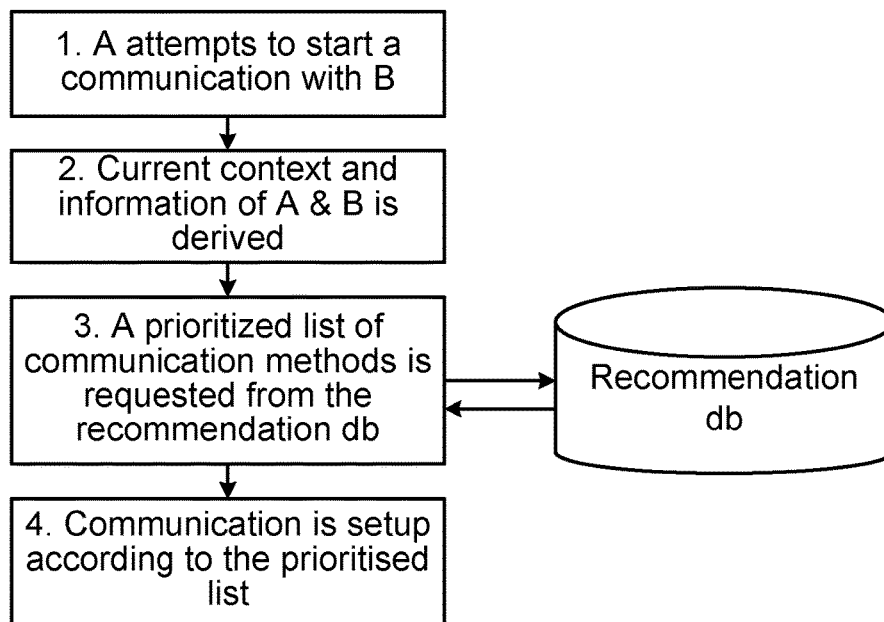 1. A attempts to start a
communication with B
2. Current context and
information of A & B is
derived
3. A prioritized list of
communication methods is
requested from the
recommendation db
Recommendation
db
4. Communication is setup
according to the prioritised
list